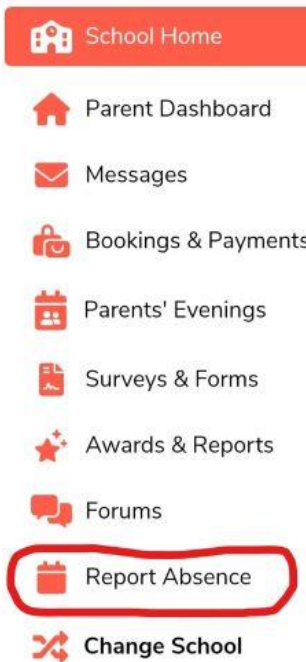 School Home
Parent Dashboard
Messages
Bookings & Payments
Parents' Evenings
Surveys & Forms
Awards & Reports
Forums
Report Absence
Change School